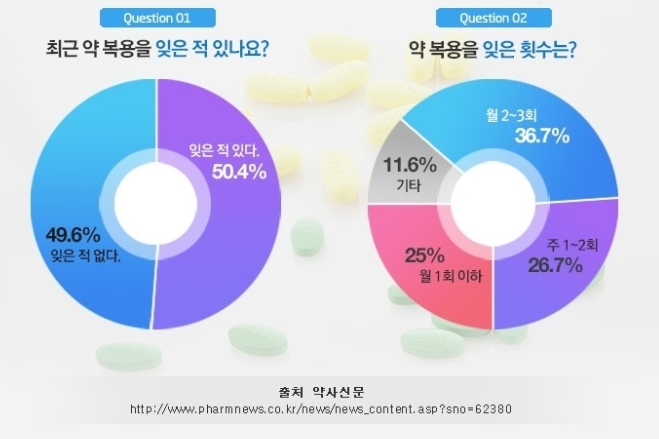 Question 01
최근 약 복용을 잊은 적 있나요?
잊은 적 있다.
50.4%
49.6%
잊은 적 없다.
Question 02
약 복용을 잊은 횟수는?
월 2~3회
36.7%
11.6%
기타
주 1~2회
26.7%
25%
월 1회 이하
출처 약사신문
http://www.pharmnews.co.kr/news/news_content.asp?sno=62380